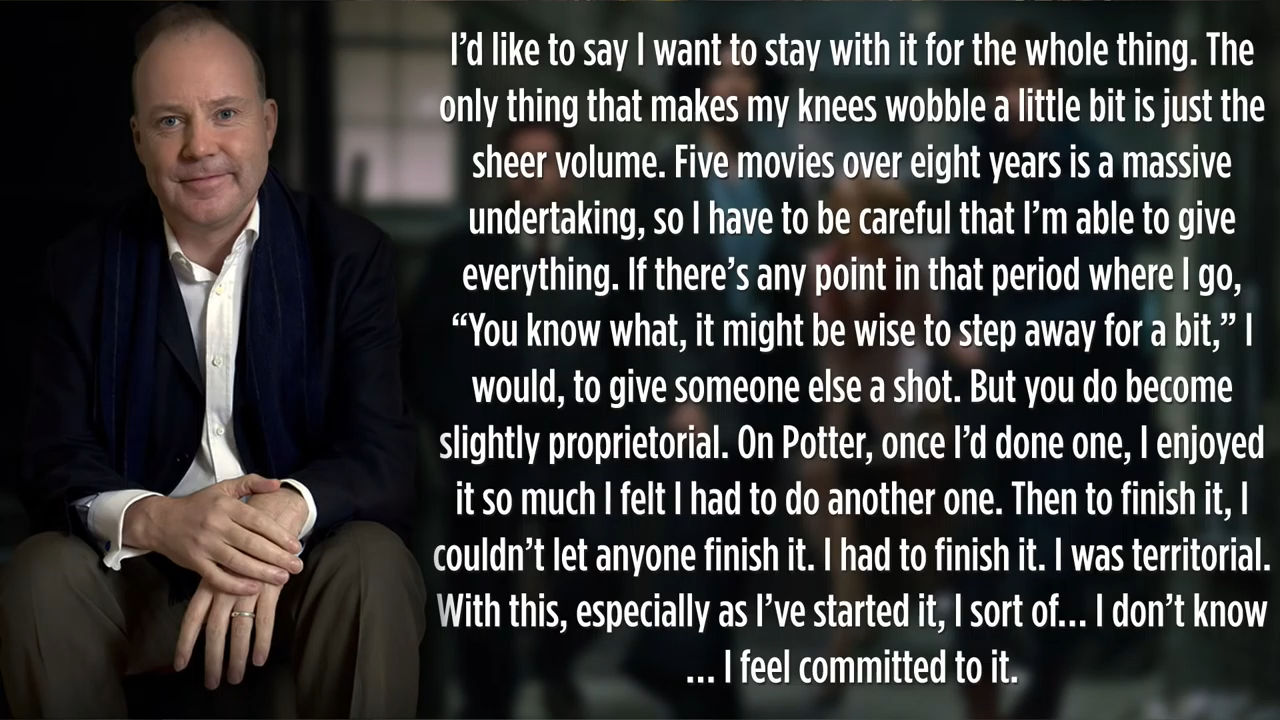 I’d like to say I want to stay with it for the whole thing. The
only thing that makes my knees wobble a little bit is just the
sheer volume. Five movies over eight years is a massive
undertaking, so I have to be careful that I’m able to give
everything. If there’s any point in that period where I go,
“You know what, it might be wise to step away for a bit,” I
would, to give someone else a shot. But you do become
slightly proprietorial. On Potter, once I’d done one, I enjoyed
it so much I felt I had to do another one. Then to finish it, I
couldn’t let anyone finish it. I had to finish it. I was territorial.
With this, especially as I’ve started it, I sort of... I don’t know
... I feel committed to it.